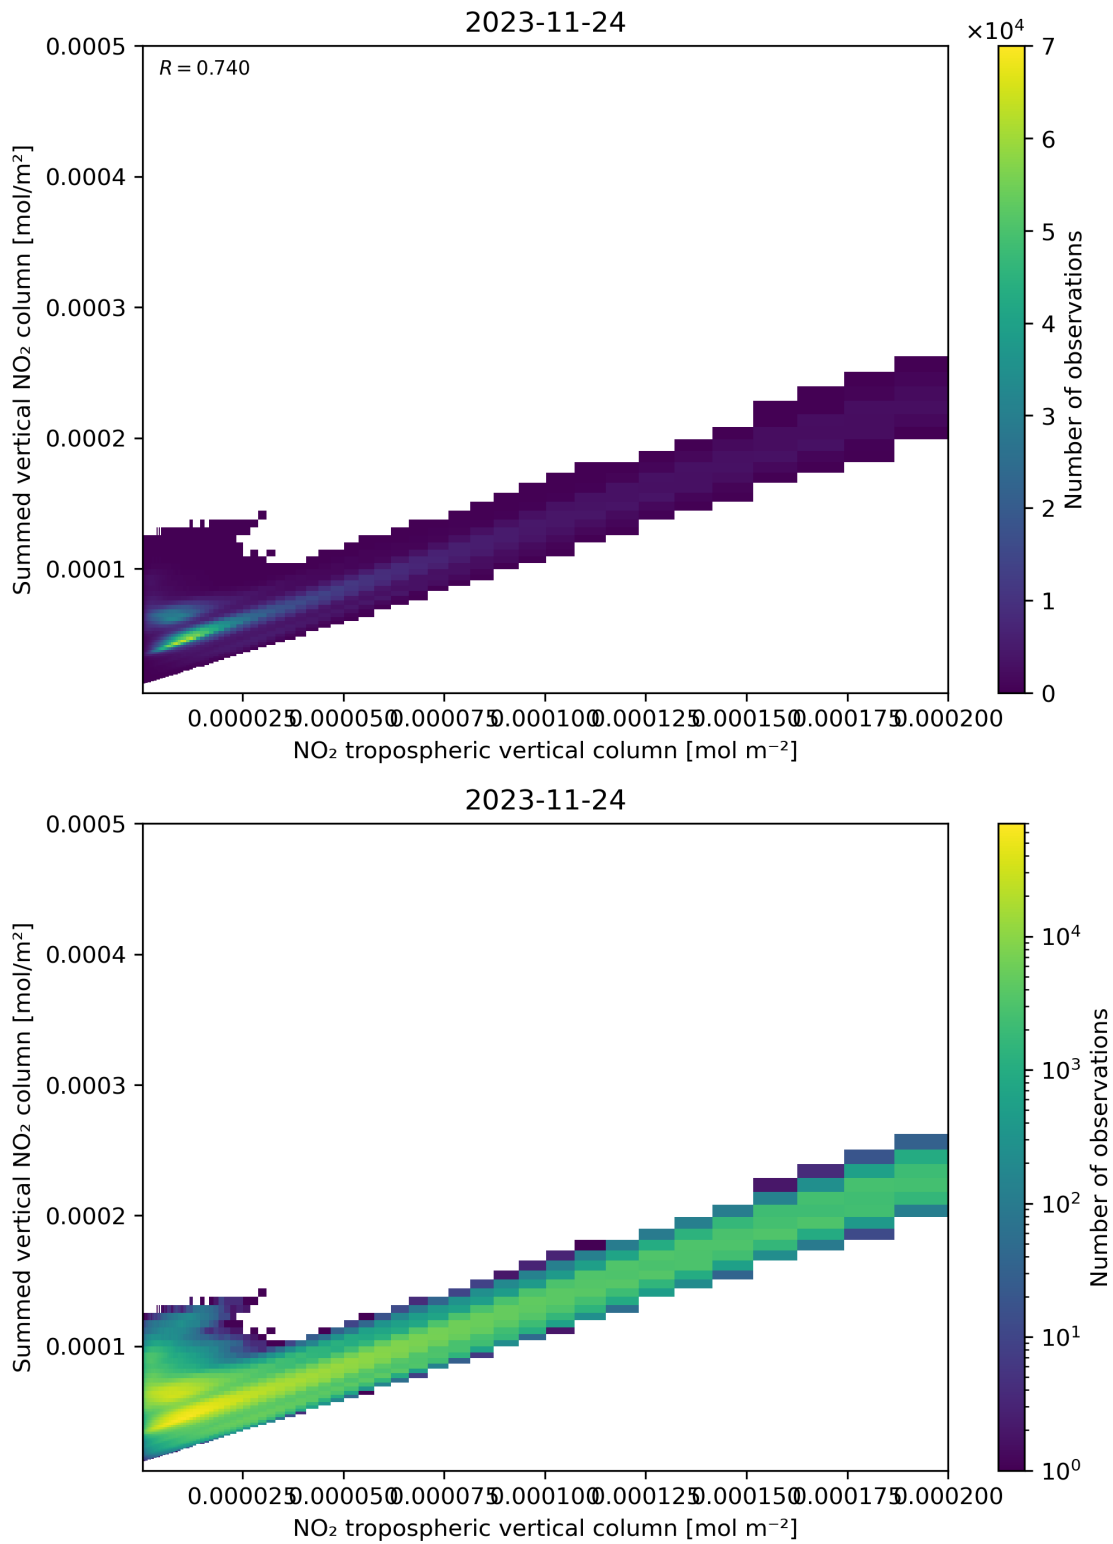 2023-11-24
×10⁴
R = 0.740
0.0005
0.0004
0.0003
0.0002
0.0001
Summed vertical NO₂ column [mol/m²]
0.000025 0.000050 0.000075 0.000100 0.000125 0.000150 0.000175 0.000200
NO₂ tropospheric vertical column [mol m⁻²]
7
6
5
4
3
2
1
0
Number of observations
2023-11-24
0.0005
0.0004
0.0003
0.0002
0.0001
Summed vertical NO₂ column [mol/m²]
0.000025 0.000050 0.000075 0.000100 0.000125 0.000150 0.000175 0.000200
NO₂ tropospheric vertical column [mol m⁻²]
10⁴
10³
10²
10¹
10⁰
Number of observations